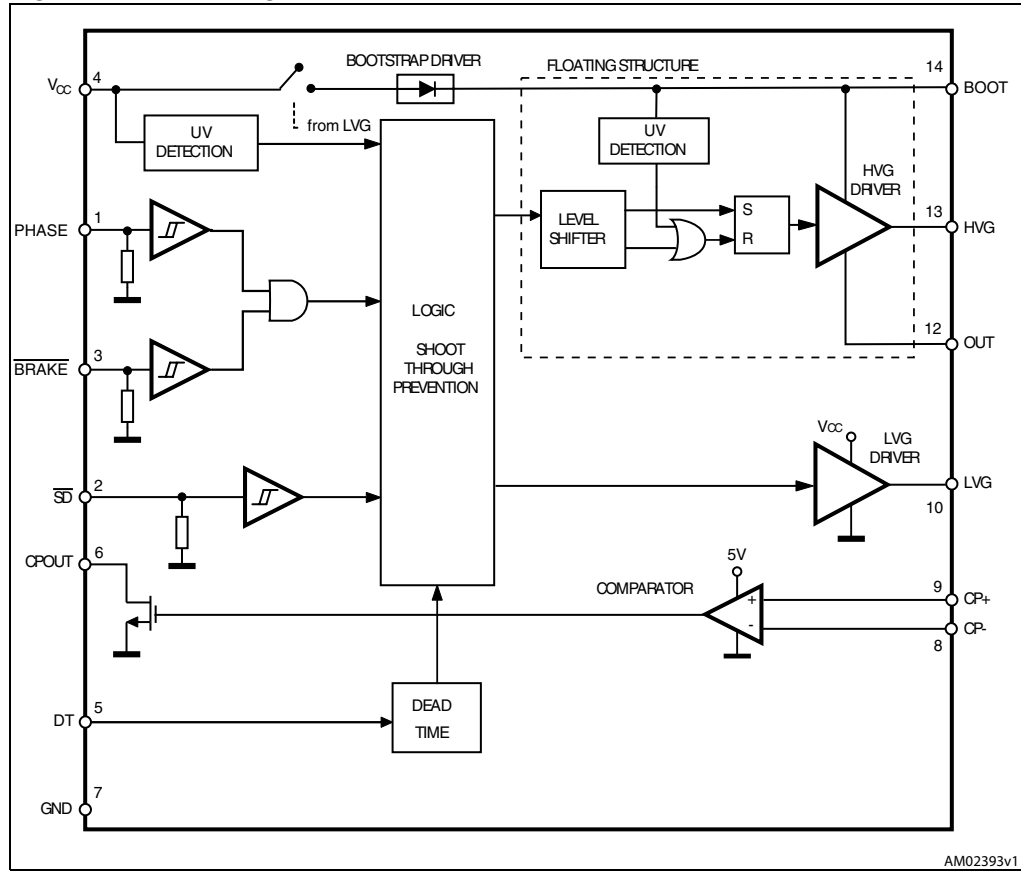 BOOTSTRAP DRIVER
FLOATING STRUCTURE
4
VCC
14
BOOT
from LVG
UV
DETECTION
UV
DETECTION
HVG
DRIVER
PHASE
1
LEVEL
SHIFTER
S
R
13
HVG
LOGIC
SHOOT
THROUGH
PREVENTION
12
OUT
BRAKE
3
VCC
LVG
DRIVER
SD
2
LVG
10
CPOUT
6
5V
COMPARATOR
+
-
9
CP+
CP-
8
DT
5
DEAD
TIME
7
GND
AM02393v1